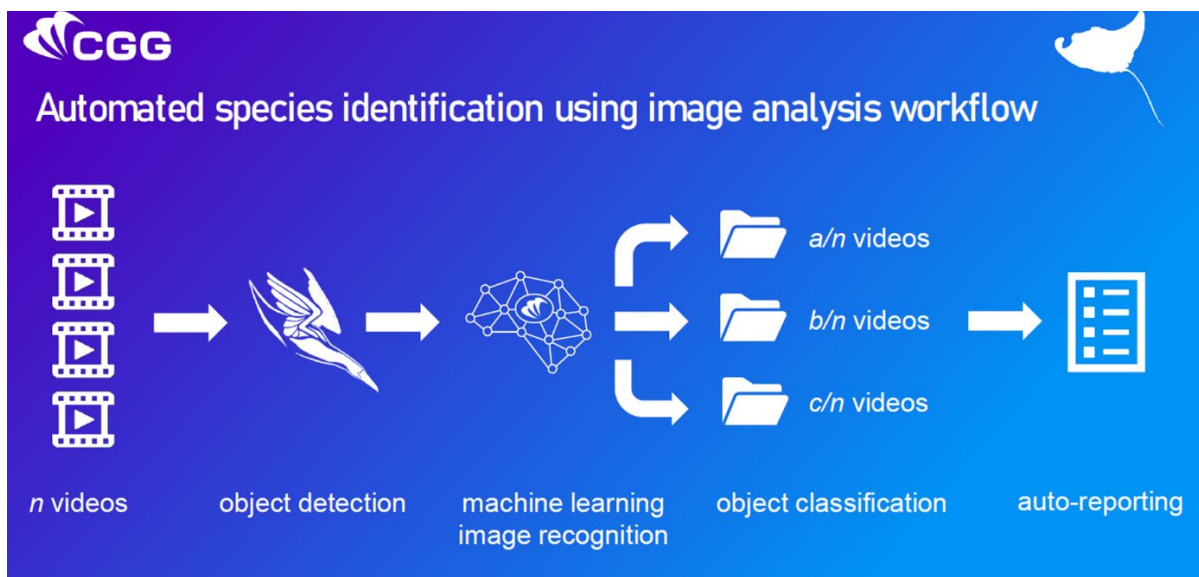 CGG
Automated species identification using image analysis workflow
a/n videos
b/n videos
c/n videos
n videos
object detection
machine learning
image recognition
object classification
auto-reporting